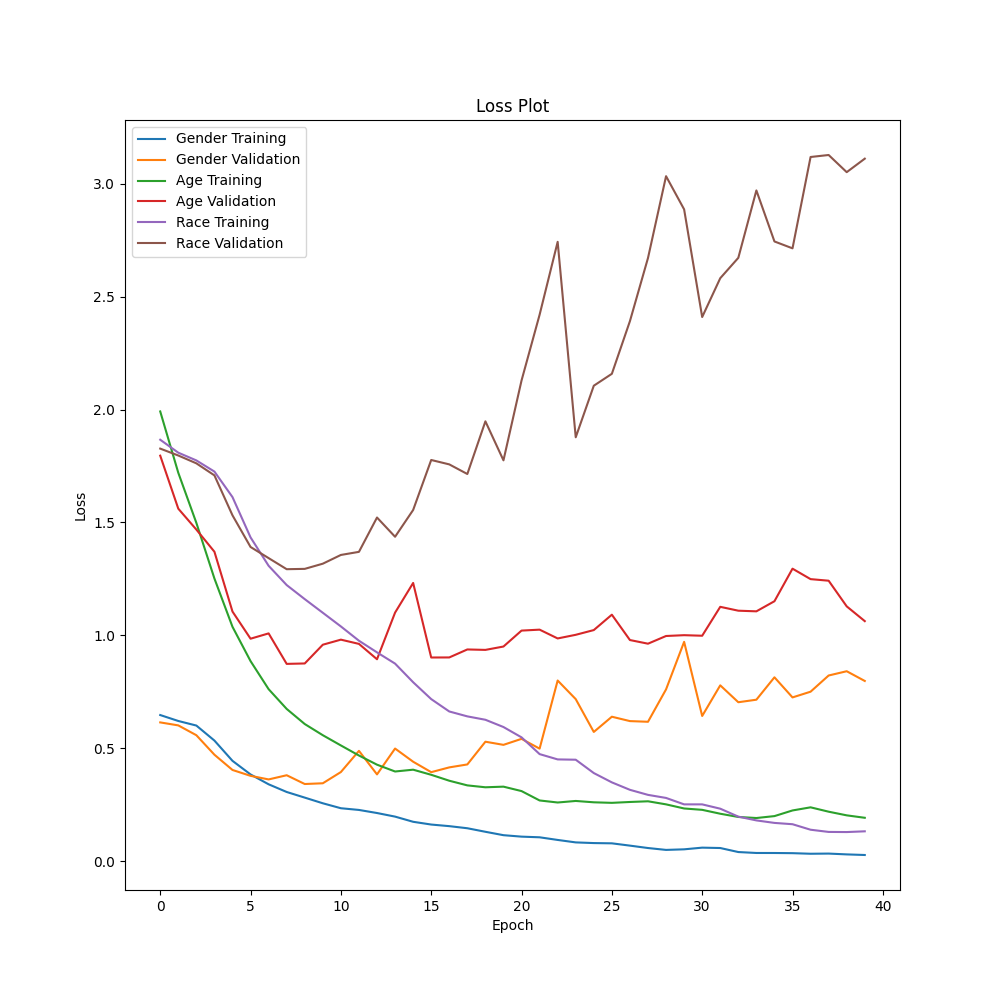 Loss Plot
Gender Training
Gender Validation
Age Training
Age Validation
Race Training
Race Validation
3.0
2.5
2.0
1.5
1.0
0.5
0.0
Loss
0 5 10 15 20 25 30 35 40
Epoch